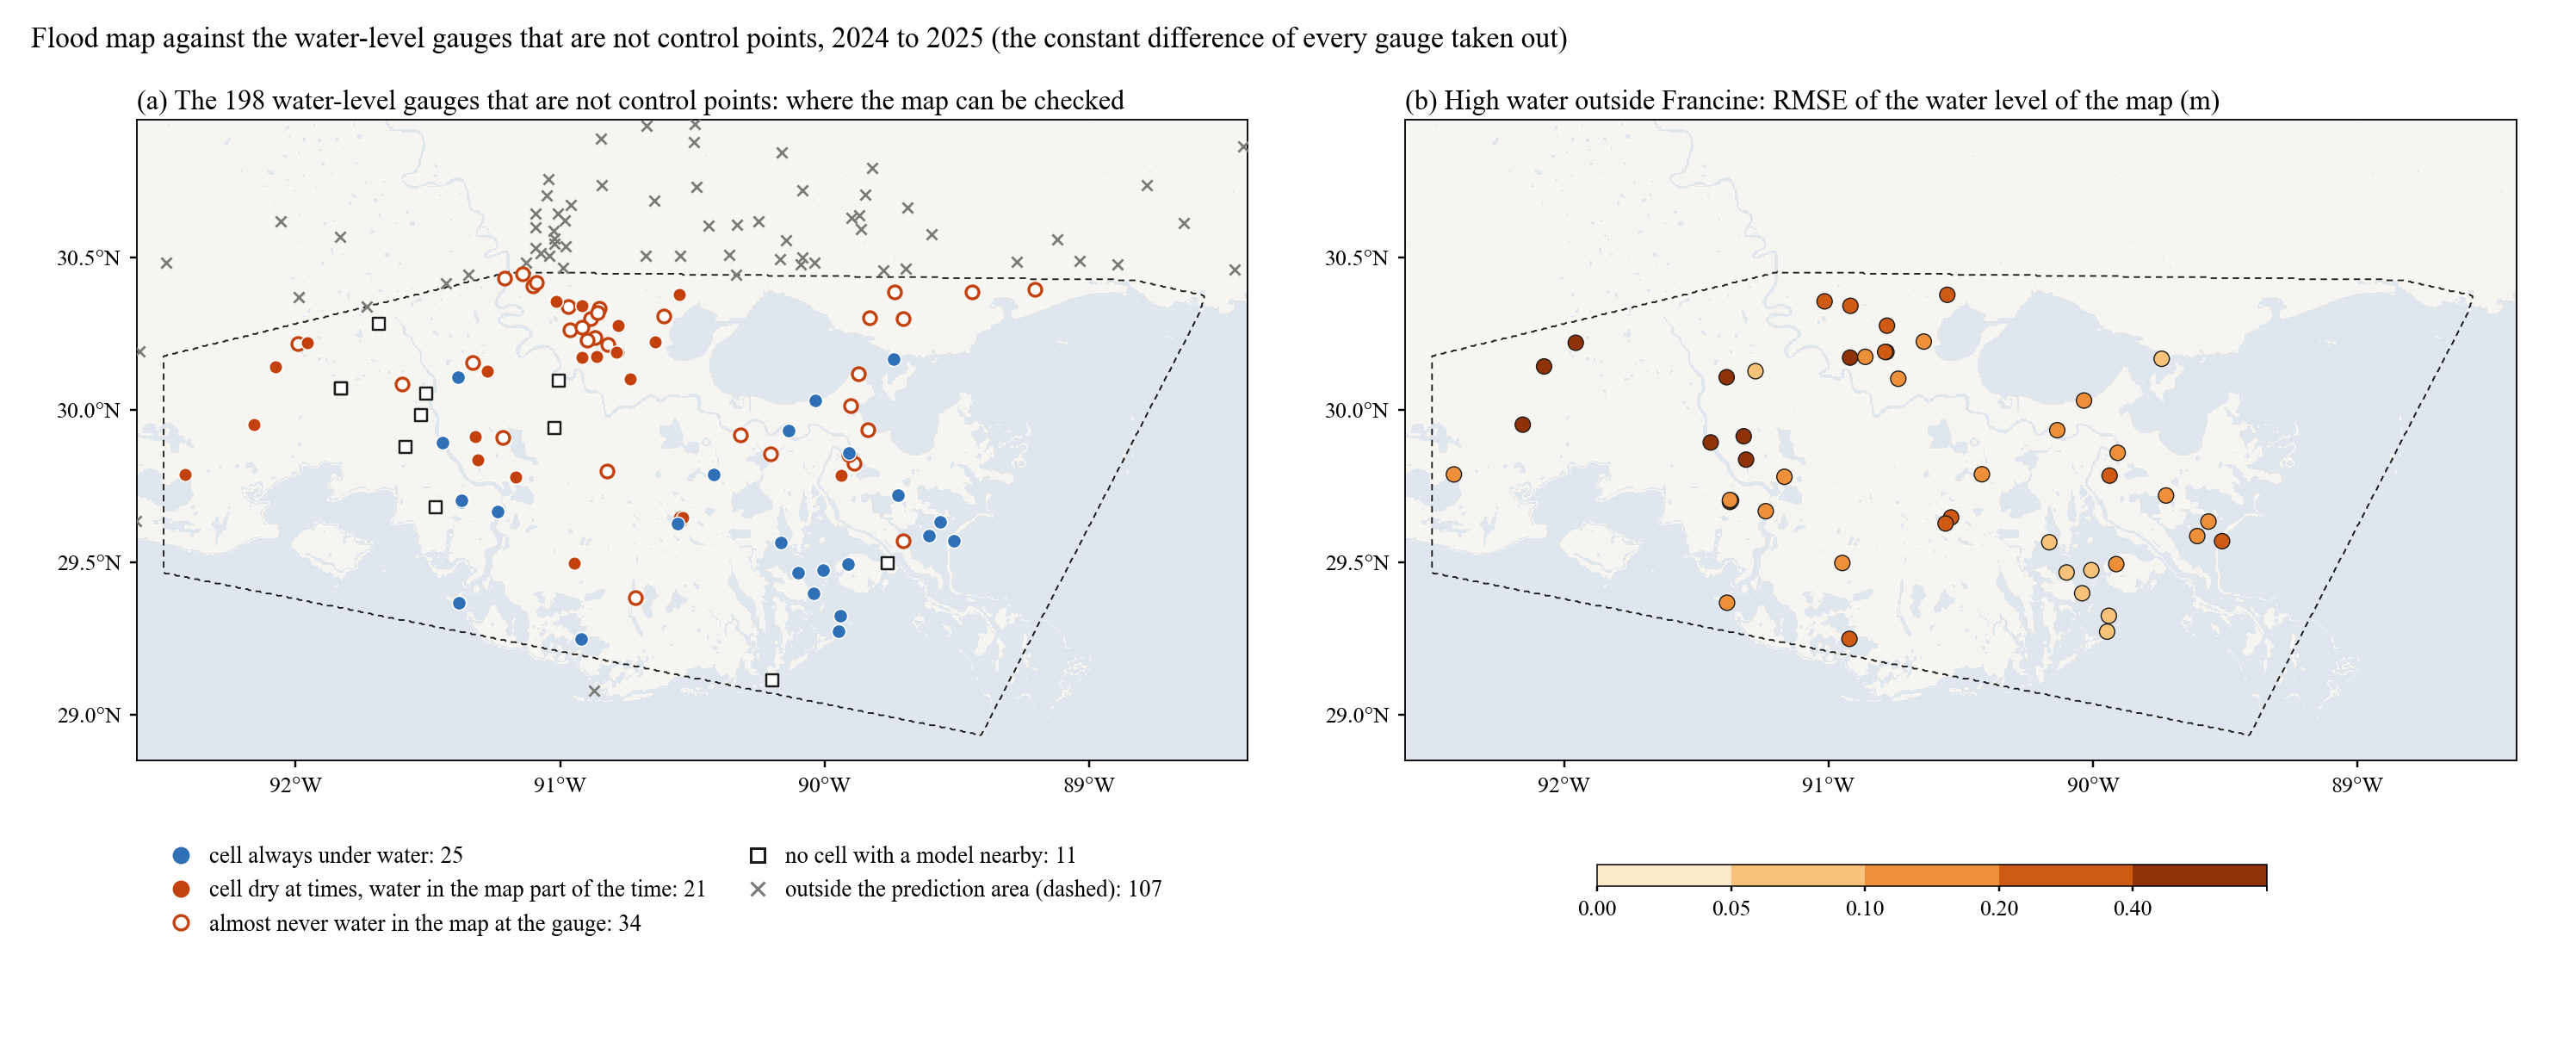 Flood map against the water-level gauges that are not control points, 2024 to 2025 (the constant difference of every gauge taken out)
(a) The 198 water-level gauges that are not control points: where the map can be checked
30.5°N
30.0°N
29.5°N
29.0°N
92°W
91°W
90°W
89°W
cell always under water: 25
cell dry at times, water in the map part of the time: 21
almost never water in the map at the gauge: 34
no cell with a model nearby: 11
outside the prediction area (dashed): 107
(b) High water outside Francine: RMSE of the water level of the map (m)
30.5°N
30.0°N
29.5°N
29.0°N
92°W
91°W
90°W
89°W
0.00
0.05
0.10
0.20
0.40